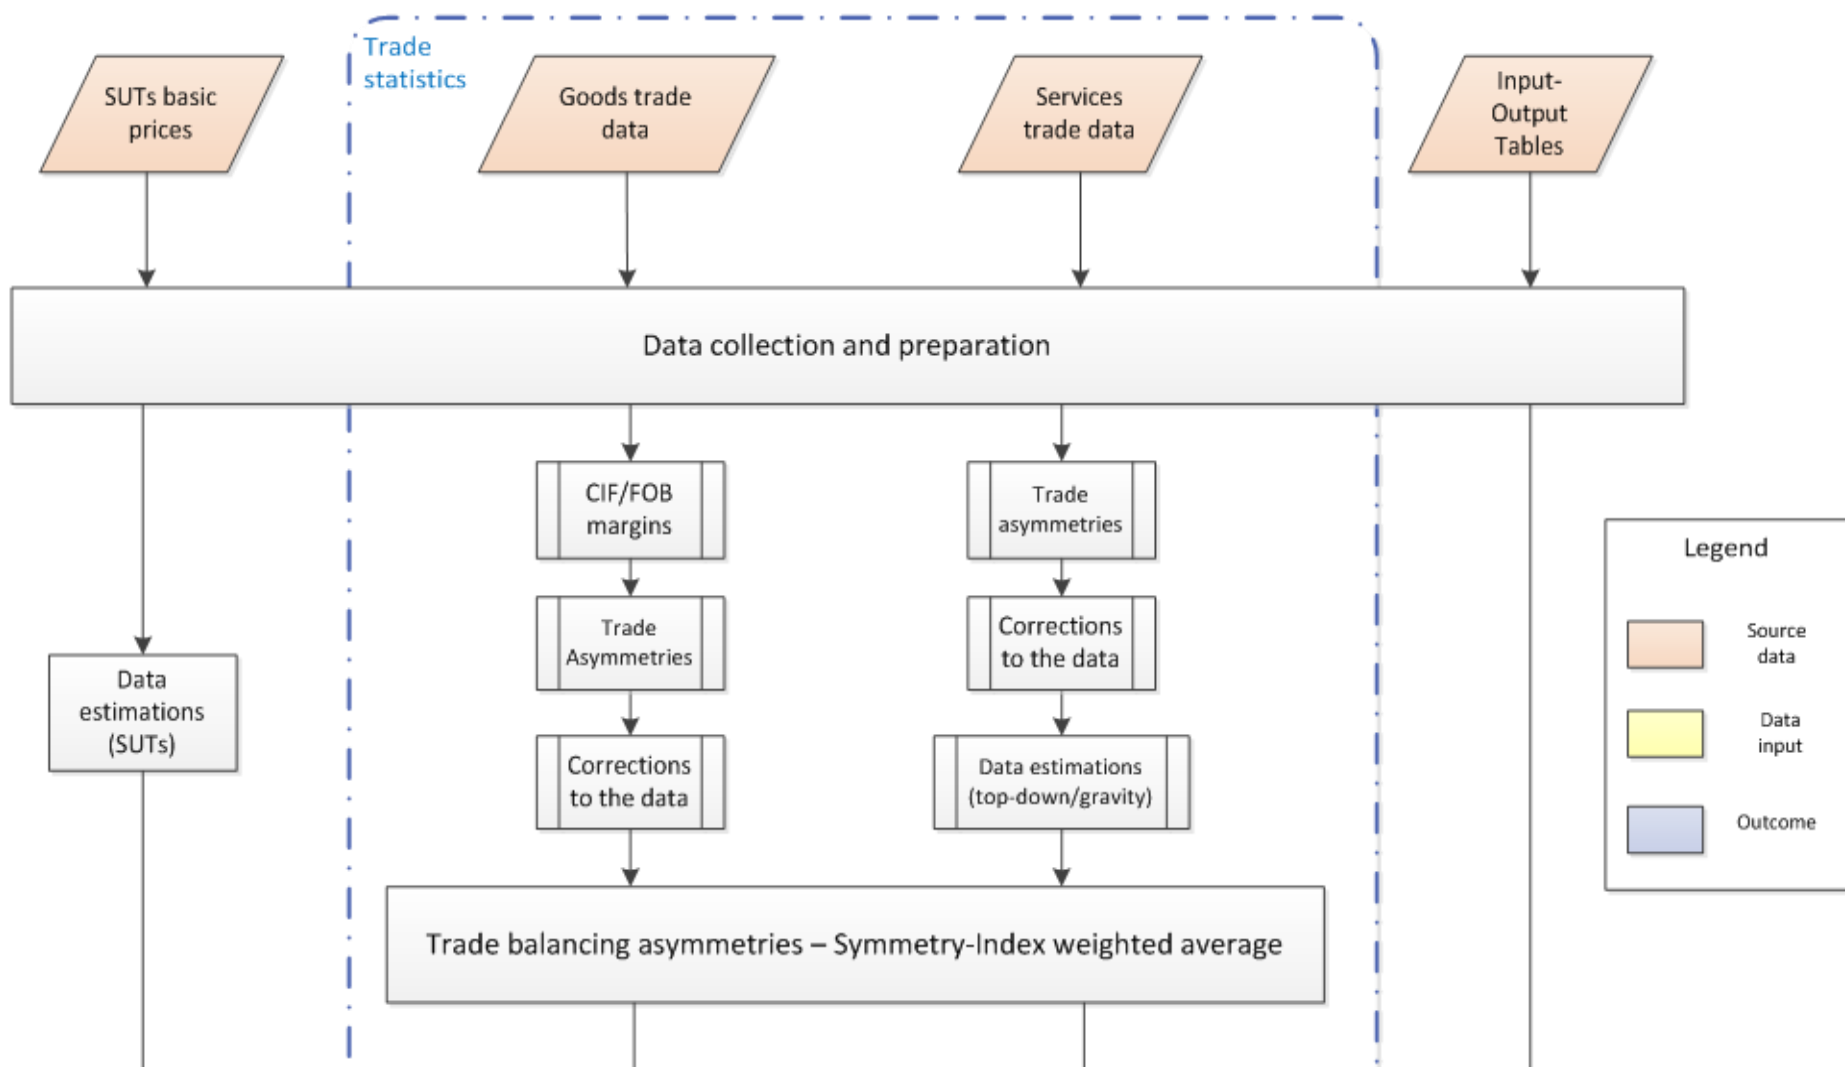 Trade
statistics
SUTs basic
prices
Goods trade
data
Services
trade data
Input-
Output
Tables
Data collection and preparation
CIF/FOB
margins
Trade
asymmetries
Trade
Asymmetries
Corrections
to the data
Data
estimations
(SUTs)
Corrections
to the data
Data estimations
(top-down/gravity)
Trade balancing asymmetries – Symmetry-Index weighted average
Legend
Source
data
Data
input
Outcome